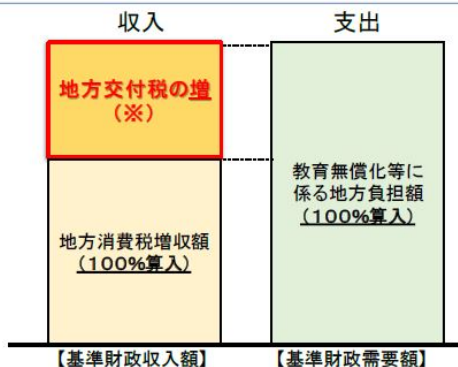 収入
支出
地方交付税の増
（※）
教育無償化等に
係る地方負担額
（100%算入）
地方消費税増収額
（100%算入）
【基準財政収入額】
【基準財政需要額】